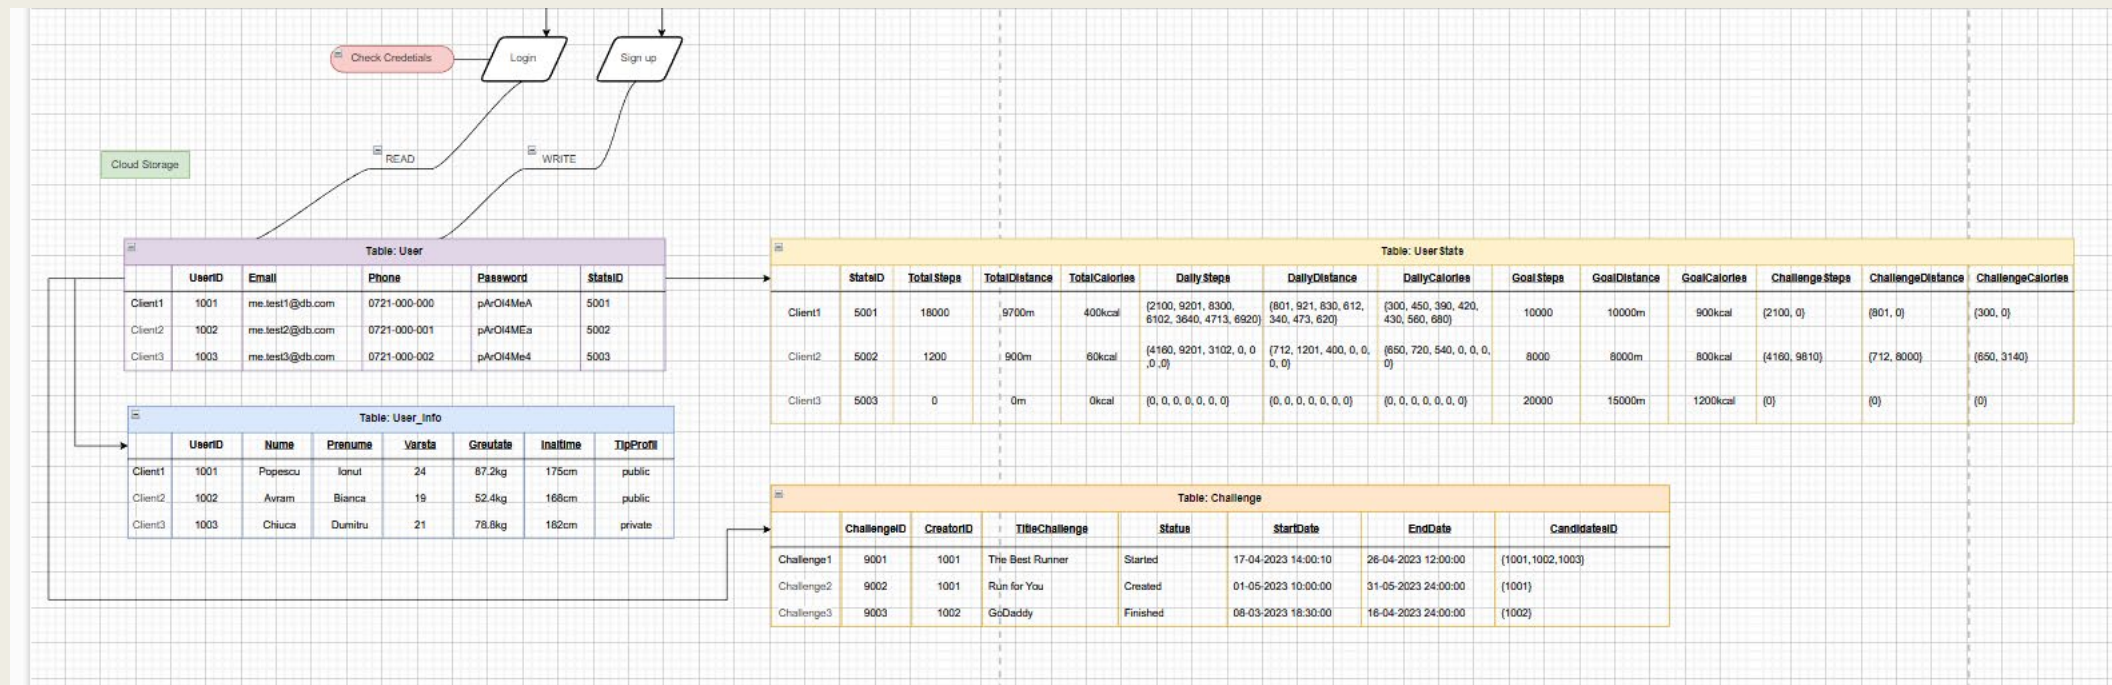 Check Credetials
Login
Sign up
READ
WRITE
Cloud Storage
Table: User
UserID Email Phone Password StatsID
Client1 1001 me.test1@db.com 0721-000-000 pArOl4MeA 5001
Client2 1002 me.test2@db.com 0721-000-001 pArOl4MEa 5002
Client3 1003 me.test3@db.com 0721-000-002 pArOl4Me4 5003
Table: User_Info
UserID Nume Prenume Varsta Greutate Inaltime TipProfil
Client1 1001 Popescu Ionut 24 87.2kg 175cm public
Client2 1002 Avram Bianca 19 52.4kg 168cm public
Client3 1003 Chiuca Dumitru 21 78.8kg 182cm private
Table: UserStats
StatsID TotalSteps TotalDistance TotalCalories DailySteps DailyDistance DailyCalories GoalSteps GoalDistance GoalCalories ChallengeSteps ChallengeDistance ChallengeCalories
Client1 5001 18000 9700m 400kcal {2100, 9201, 8300, 6102, 3640, 4713, 6920} {801, 921, 830, 612, 340, 473, 620} {300, 450, 390, 420, 430, 560, 680} 10000 10000m 900kcal {2100, 0} {801, 0} {300, 0}
Client2 5002 1200 900m 60kcal {4160, 9201, 3102, 0, 0 ,0 ,0} {712, 1201, 400, 0, 0, 0, 0} {650, 720, 540, 0, 0, 0, 0} 8000 8000m 800kcal {4160, 9810} {712, 8000} {650, 3140}
Client3 5003 0 0m 0kcal {0, 0, 0, 0, 0, 0, 0} {0, 0, 0, 0, 0, 0, 0} {0, 0, 0, 0, 0, 0, 0} 20000 15000m 1200kcal {0} {0} {0}
Table: Challenge
ChallengeID CreatorID TitleChallenge Status StartDate EndDate CandidatesID
Challenge1 9001 1001 The Best Runner Started 17-04-2023 14:00:10 26-04-2023 12:00:00 {1001,1002,1003}
Challenge2 9002 1001 Run for You Created 01-05-2023 10:00:00 31-05-2023 24:00:00 {1001}
Challenge3 9003 1002 GoDaddy Finished 08-03-2023 18:30:00 16-04-2023 24:00:00 {1002}